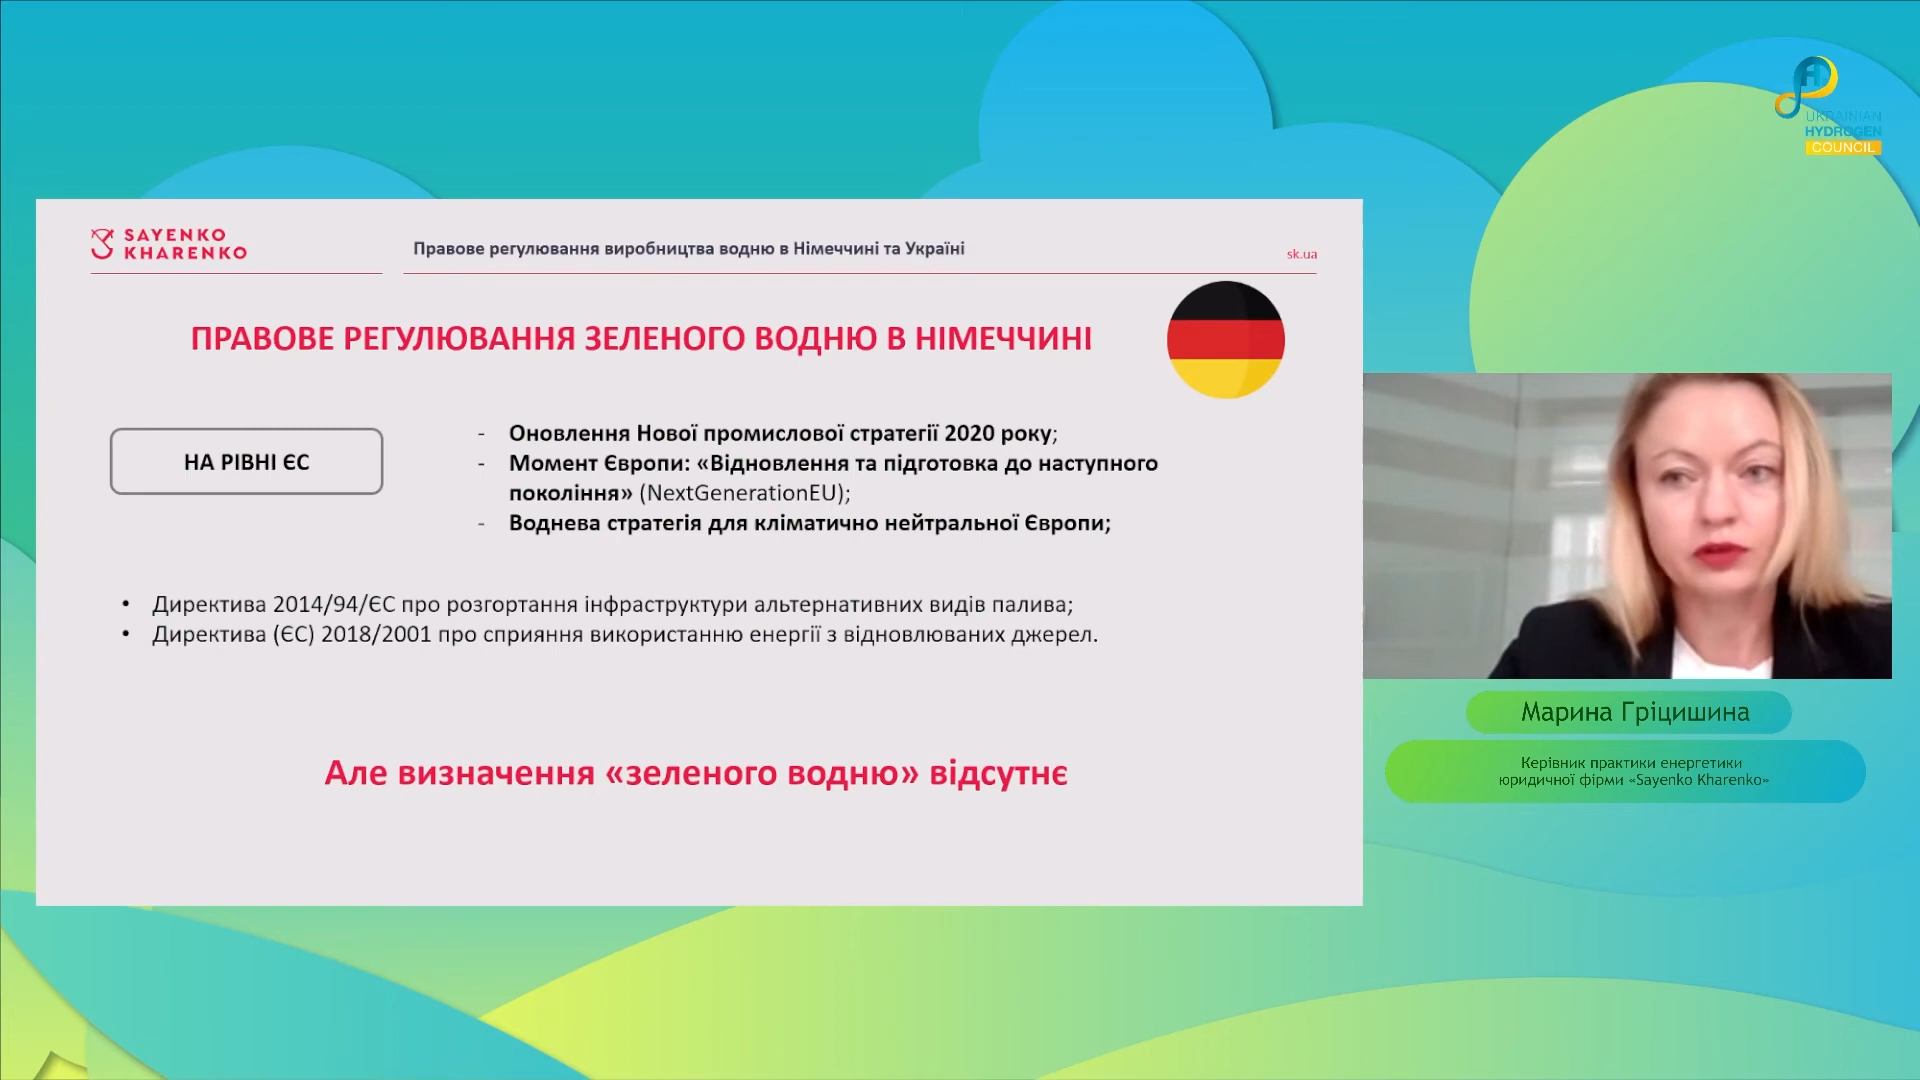 UKRAINIAN
HYDROGEN
COUNCIL
SAYENKO
KHARENKO
Правове регулювання виробництва водню в Німеччині та Україні
sk.ua
ПРАВОВЕ РЕГУЛЮВАННЯ ЗЕЛЕНОГО ВОДНЮ В НІМЕЧЧИНІ
НА РІВНІ ЄС
- Оновлення Нової промислової стратегії 2020 року;
- Момент Європи: «Відновлення та підготовка до наступного
покоління» (NextGenerationEU);
- Воднева стратегія для кліматично нейтральної Європи;
• Директива 2014/94/ЄС про розгортання інфраструктури альтернативних видів палива;
• Директива (ЄС) 2018/2001 про сприяння використанню енергії з відновлюваних джерел.
Але визначення «зеленого водню» відсутнє
Марина Гріцишина
Керівник практики енергетики
юридичної фірми «Sayenko Kharenko»